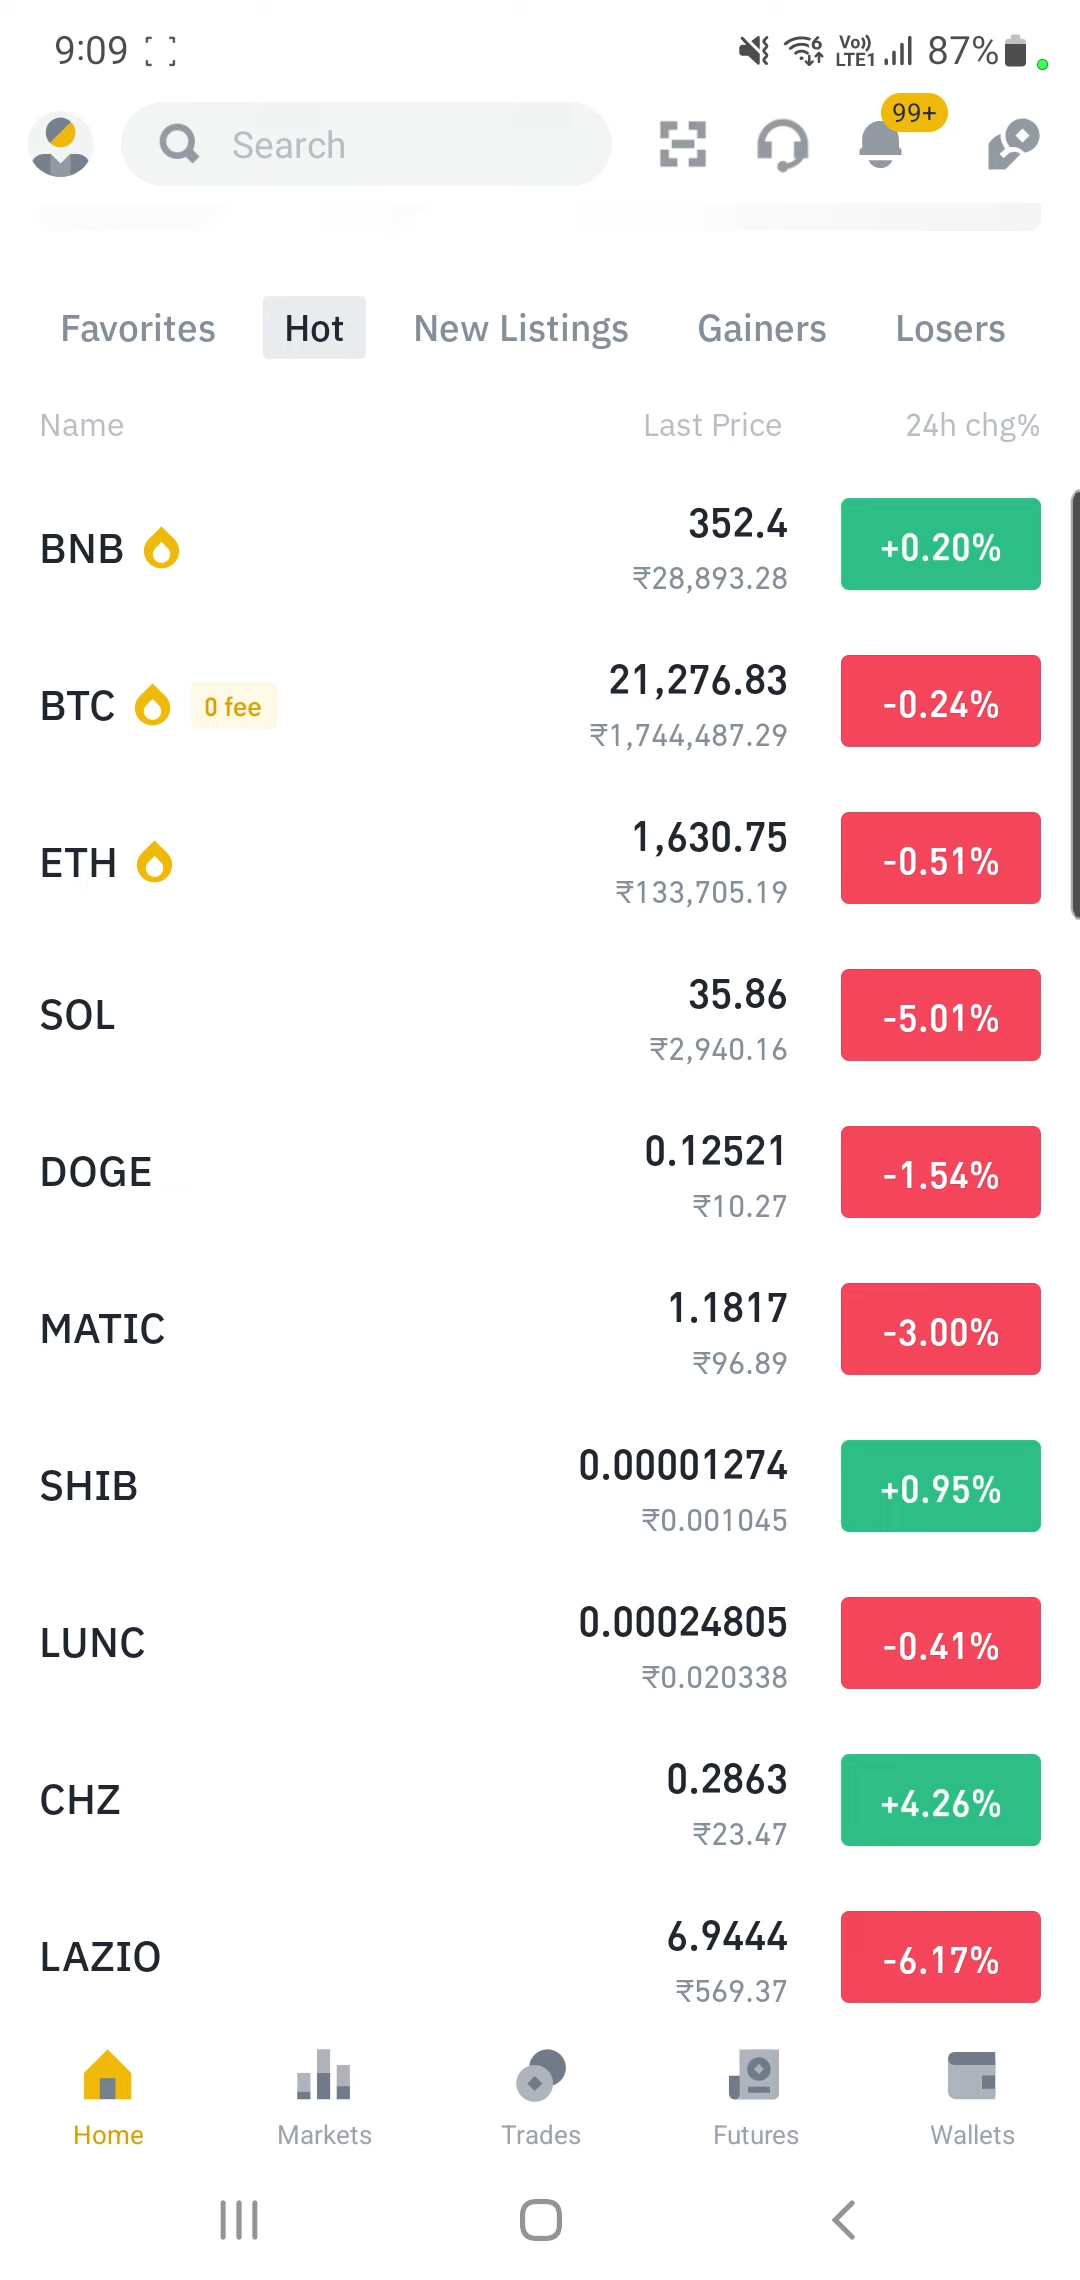 9:09 Vo)) LTE1 6 87%
Search 99+
Favorites Hot New Listings Gainers Losers
Name Last Price 24h chg%
BNB 352.4 +0.20%
₹28,893.28
BTC 0 fee 21,276.83 -0.24%
₹1,744,487.29
ETH 1,630.75 -0.51%
₹133,705.19
SOL 35.86 -5.01%
₹2,940.16
DOGE 0.12521 -1.54%
₹10.27
MATIC 1.1817 -3.00%
₹96.89
SHIB 0.00001274 +0.95%
₹0.001045
LUNC 0.00024805 -0.41%
₹0.020338
CHZ 0.2863 +4.26%
₹23.47
LAZIO 6.9444 -6.17%
₹569.37
Home Markets Trades Futures Wallets